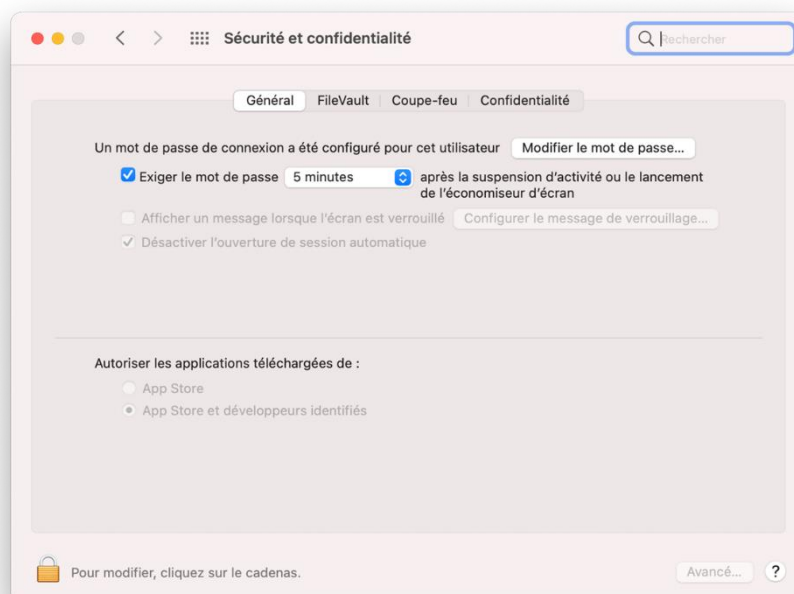 Sécurité et confidentialité
Rechercher
Général FileVault Coupe-feu Confidentialité
Un mot de passe de connexion a été configuré pour cet utilisateur Modifier le mot de passe...
Exiger le mot de passe 5 minutes après la suspension d'activité ou le lancement
de l'économiseur d'écran
Afficher un message lorsque l'écran est verrouillé Configurer le message de verrouillage...
Désactiver l'ouverture de session automatique
Autoriser les applications téléchargées de :
App Store
App Store et développeurs identifiés
Pour modifier, cliquez sur le cadenas.
Avancé... ?